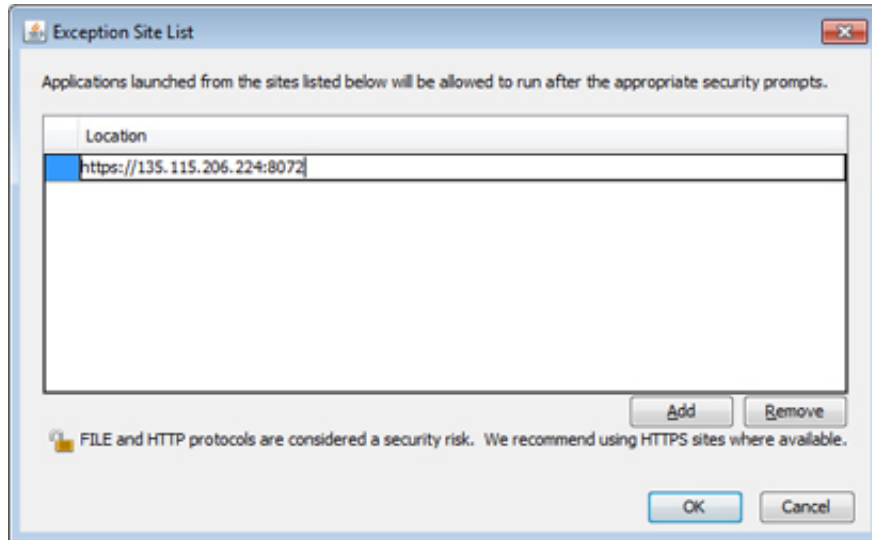 Exception Site List
Applications launched from the sites listed below will be allowed to run after the appropriate security prompts.
Location
https://135.115.206.224:8072
Add Remove
FILE and HTTP protocols are considered a security risk. We recommend using HTTPS sites where available.
OK Cancel